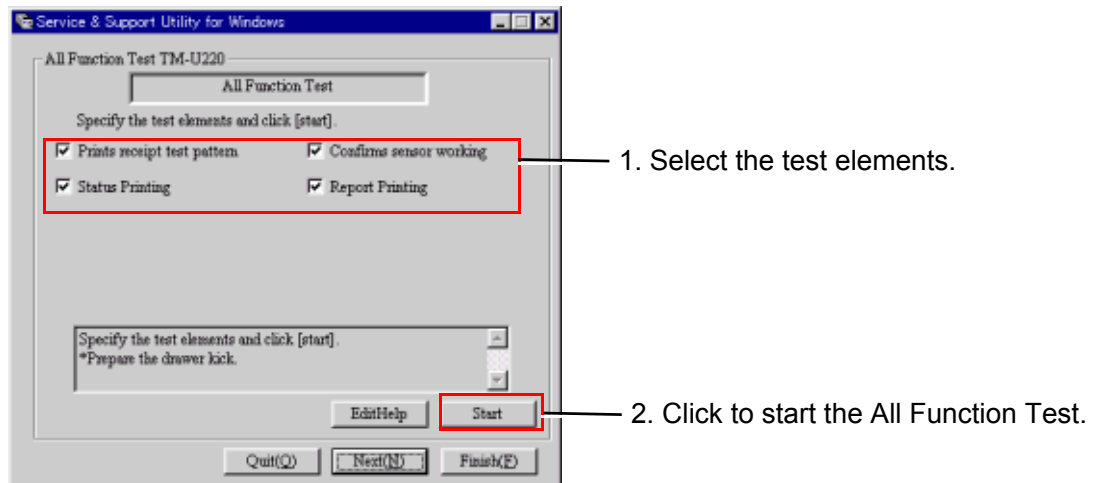 Service & Support Utility for Windows
All Function Test TM-U220
All Function Test
Specify the test elements and click [start].
Prints receipt test pattern
Confirms sensor working
1. Select the test elements.
Status Printing
Report Printing
Specify the test elements and click [start].
*Prepare the drawer kick.
EditHelp
Start
2. Click to start the All Function Test.
Quit(Q)
Next(N)
Finish(F)